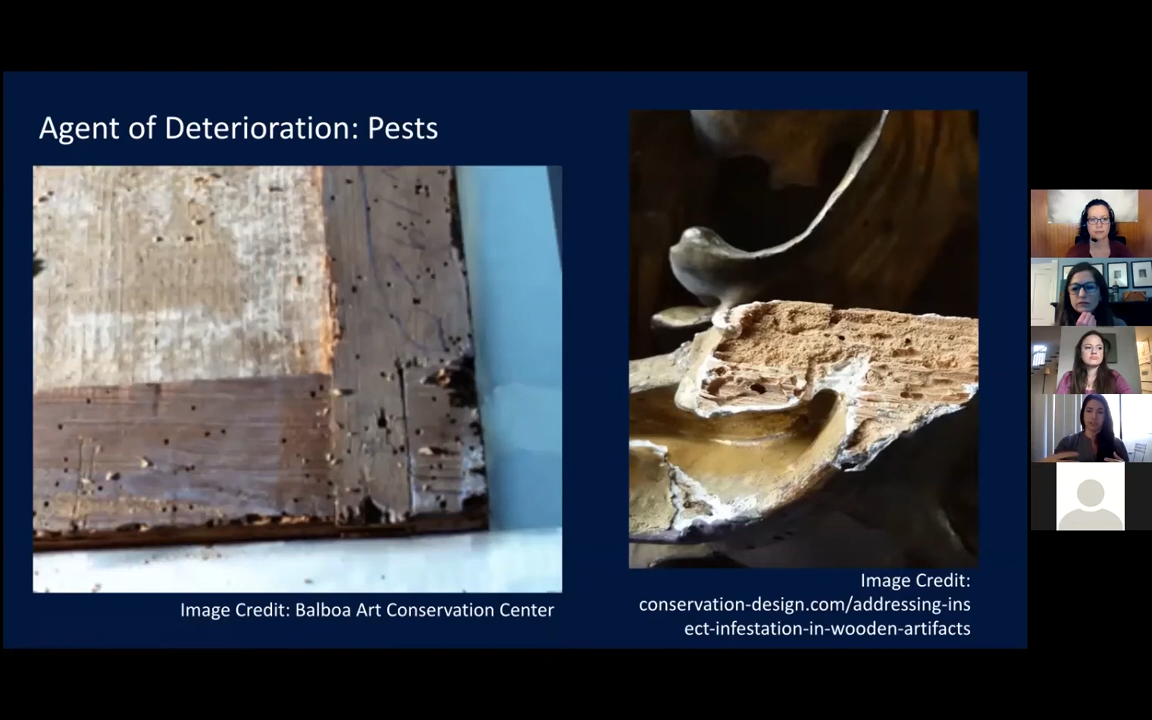 Agent of Deterioration: Pests
Image Credit: Balboa Art Conservation Center
Image Credit:
conservation-design.com/addressing-ins
ect-infestation-in-wooden-artifacts